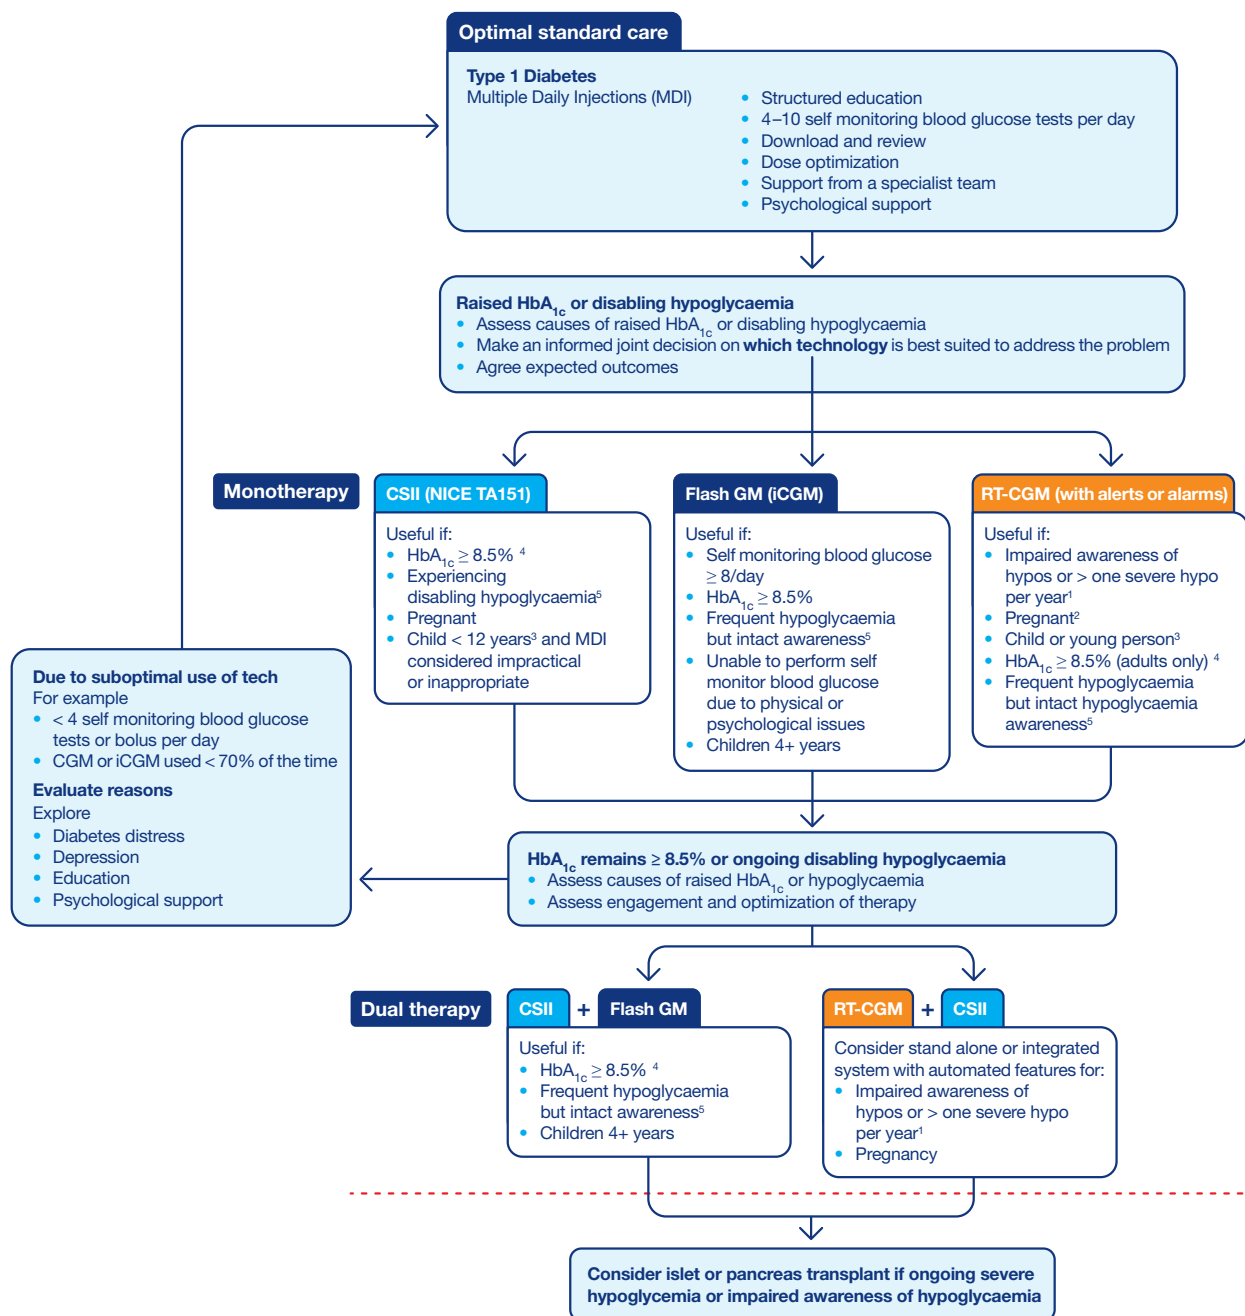 Optimal standard care
Type 1 Diabetes
Multiple Daily Injections (MDI)
• Structured education
• 4–10 self monitoring blood glucose tests per day
• Download and review
• Dose optimization
• Support from a specialist team
• Psychological support
Raised HbA1c or disabling hypoglycaemia
• Assess causes of raised HbA1c or disabling hypoglycaemia
• Make an informed joint decision on which technology is best suited to address the problem
• Agree expected outcomes
Monotherapy
CSII (NICE TA151)
Useful if:
• HbA1c ≥ 8.5% 4
• Experiencing
disabling hypoglycaemia5
• Pregnant
• Child < 12 years3 and MDI
considered impractical
or inappropriate
Flash GM (iCGM)
Useful if:
• Self monitoring blood glucose
≥ 8/day
• HbA1c ≥ 8.5%
• Frequent hypoglycaemia
but intact awareness5
• Unable to perform self
monitor blood glucose
due to physical or
psychological issues
• Children 4+ years
RT-CGM (with alerts or alarms)
Useful if:
• Impaired awareness of
hypos or > one severe hypo
per year1
• Pregnant2
• Child or young person3
• HbA1c ≥ 8.5% (adults only) 4
• Frequent hypoglycaemia
but intact hypoglycaemia
awareness5
Due to suboptimal use of tech
For example
• < 4 self monitoring blood glucose
tests or bolus per day
• CGM or iCGM used < 70% of the time
Evaluate reasons
Explore
• Diabetes distress
• Depression
• Education
• Psychological support
HbA1c remains ≥ 8.5% or ongoing disabling hypoglycaemia
• Assess causes of raised HbA1c or hypoglycaemia
• Assess engagement and optimization of therapy
Dual therapy
CSII + Flash GM
Useful if:
• HbA1c ≥ 8.5% 4
• Frequent hypoglycaemia
but intact awareness5
• Children 4+ years
RT-CGM + CSII
Consider stand alone or integrated
system with automated features for:
• Impaired awareness of
hypos or > one severe hypo
per year1
• Pregnancy
Consider islet or pancreas transplant if ongoing severe
hypoglycemia or impaired awareness of hypoglycaemia